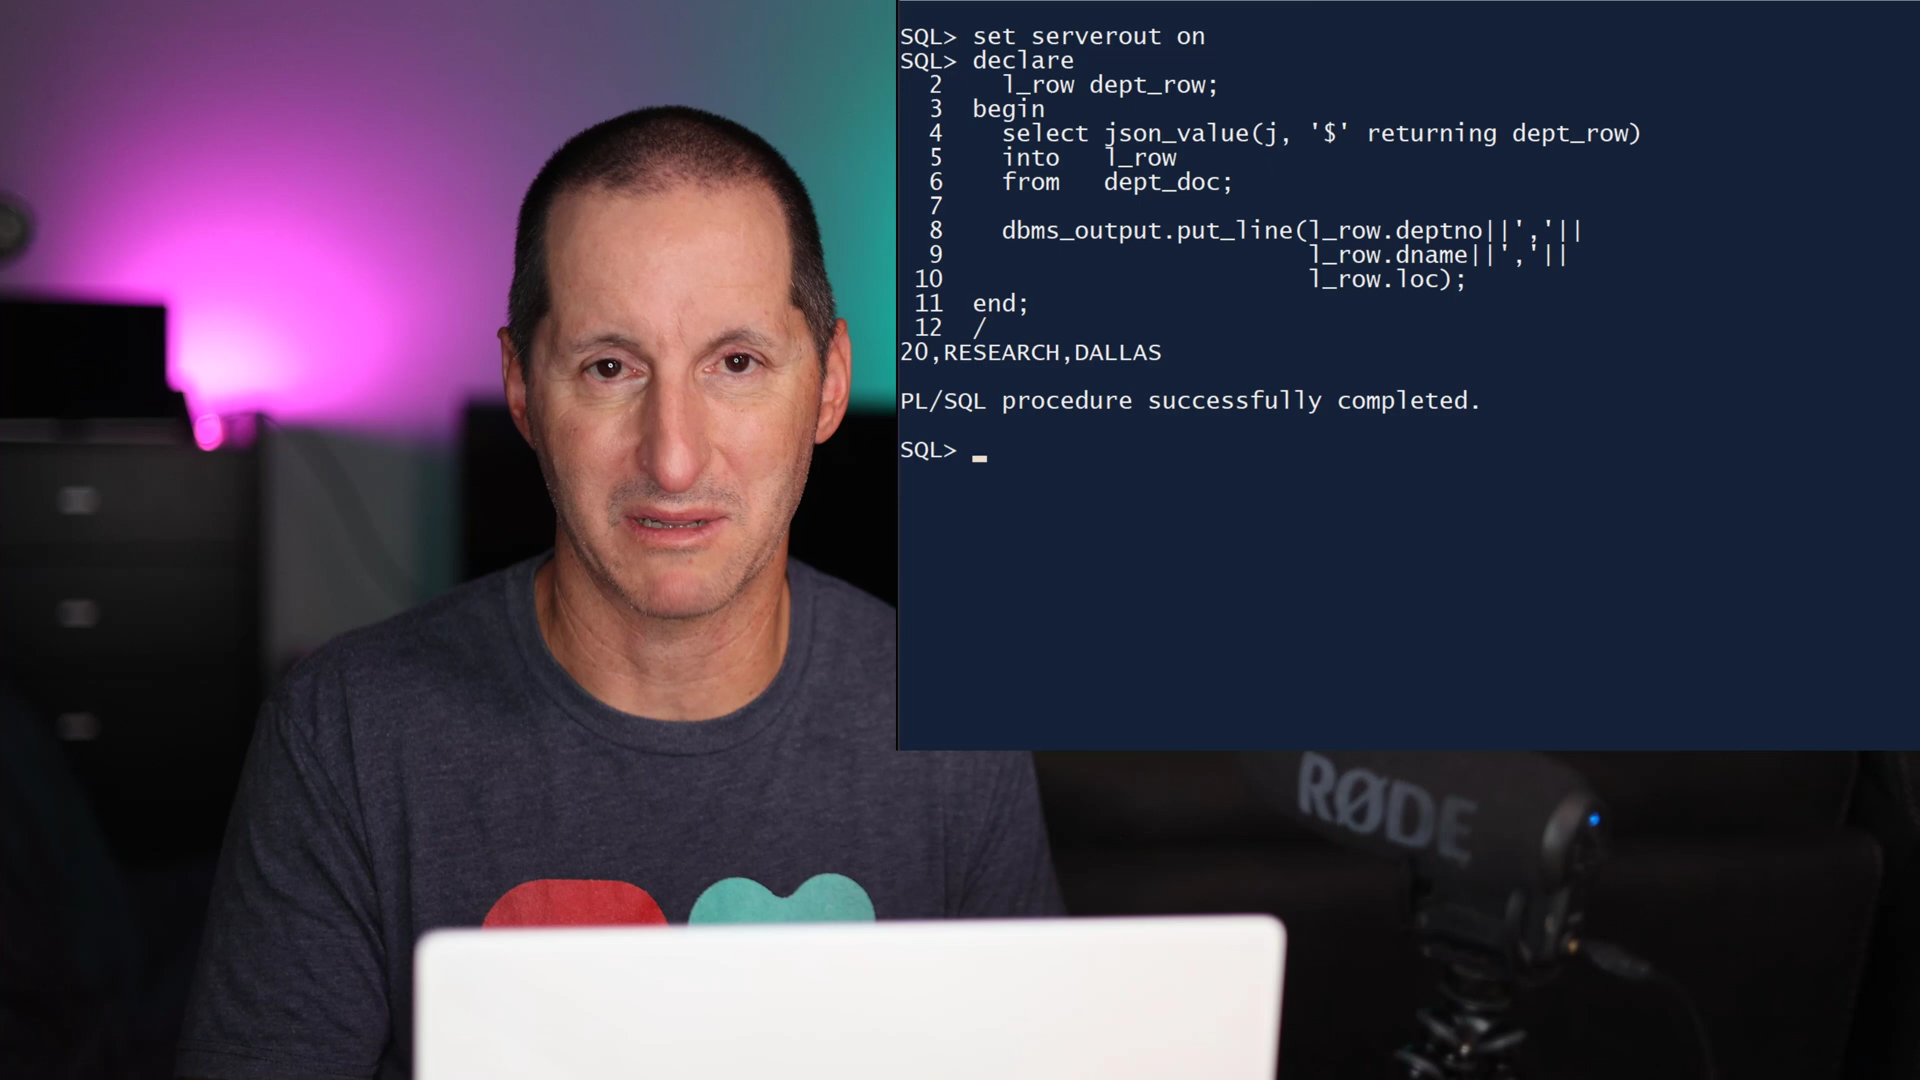 SQL> set serverout on
SQL> declare
  2    l_row dept_row;
  3  begin
  4    select json_value(j, '$' returning dept_row)
  5    into   l_row
  6    from   dept_doc;
  7
  8    dbms_output.put_line(l_row.deptno||','||
  9                         l_row.dname||','||
 10                         l_row.loc);
 11  end;
 12  /
20,RESEARCH,DALLAS
PL/SQL procedure successfully completed.
SQL> _
RØDE